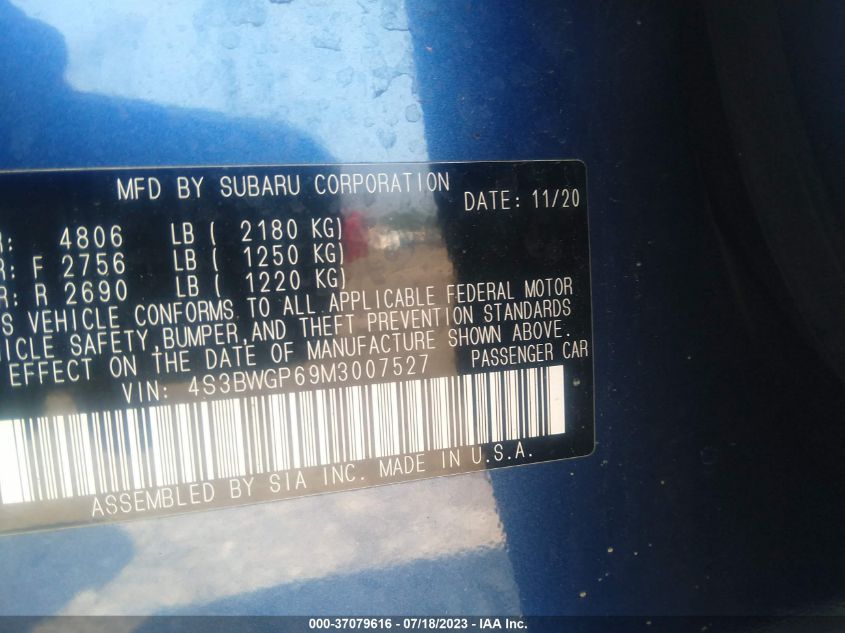 MFD BY SUBARU CORPORATION
DATE: 11/20
R: 4806 LB ( 2180 KG)
R: F 2756 LB ( 1250 KG)
R: R 2690 LB ( 1220 KG)
S VEHICLE CONFORMS TO ALL APPLICABLE FEDERAL MOTOR
HICLE SAFETY,BUMPER,AND THEFT PREVENTION STANDARDS
EFFECT ON THE DATE OF MANUFACTURE SHOWN ABOVE.
VIN: 4S3BWGP69M3007527 PASSENGER CAR
ASSEMBLED BY SIA INC. MADE IN U.S.A.
000-37079616 - 07/18/2023 - IAA Inc.